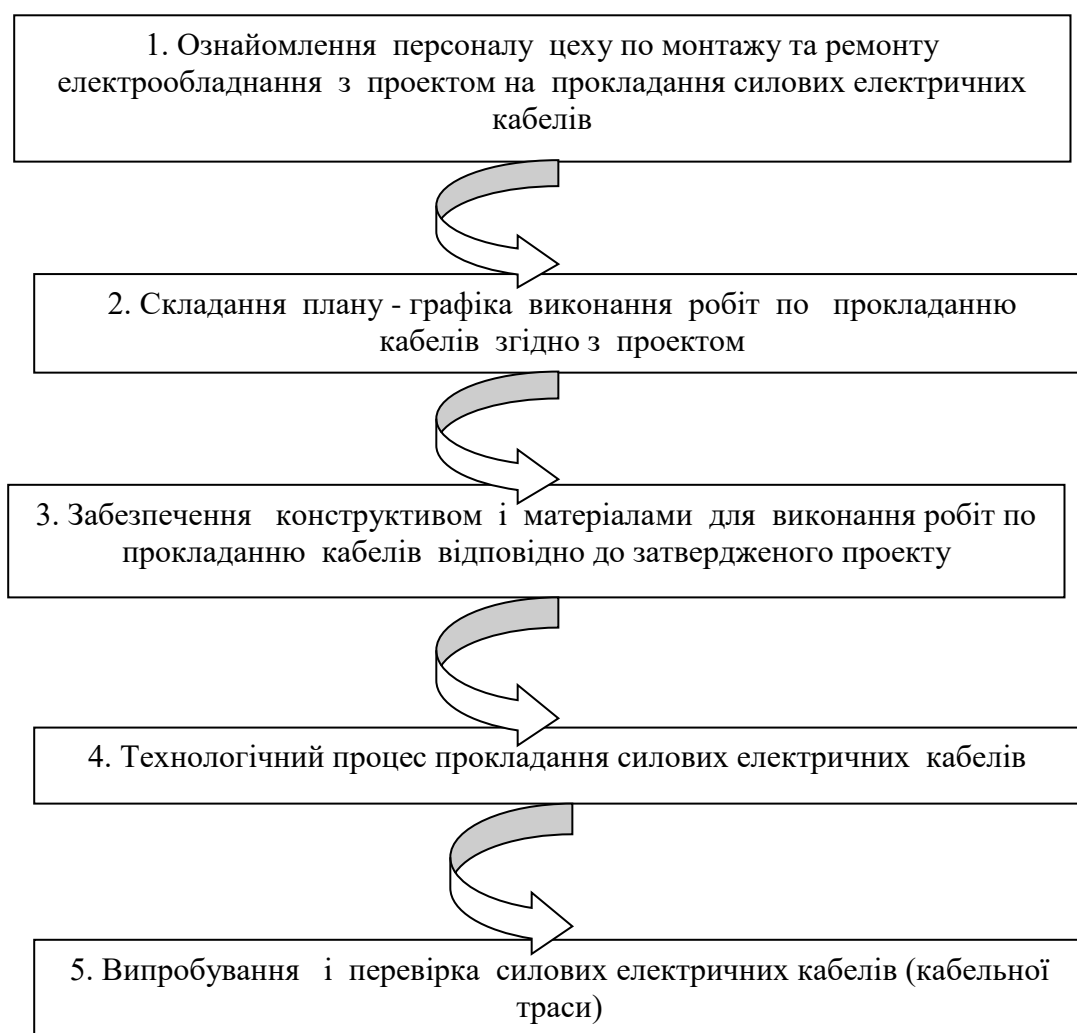 1. Ознайомлення персоналу цеху по монтажу та ремонту
електрообладнання з проектом на прокладання силових електричних
кабелів
2. Складання плану - графіка виконання робіт по прокладанню
кабелів згідно з проектом
3. Забезпечення конструктивом і матеріалами для виконання робіт по
прокладанню кабелів відповідно до затвердженого проекту
4. Технологічний процес прокладання силових електричних кабелів
5. Випробування і перевірка силових електричних кабелів (кабельної
траси)